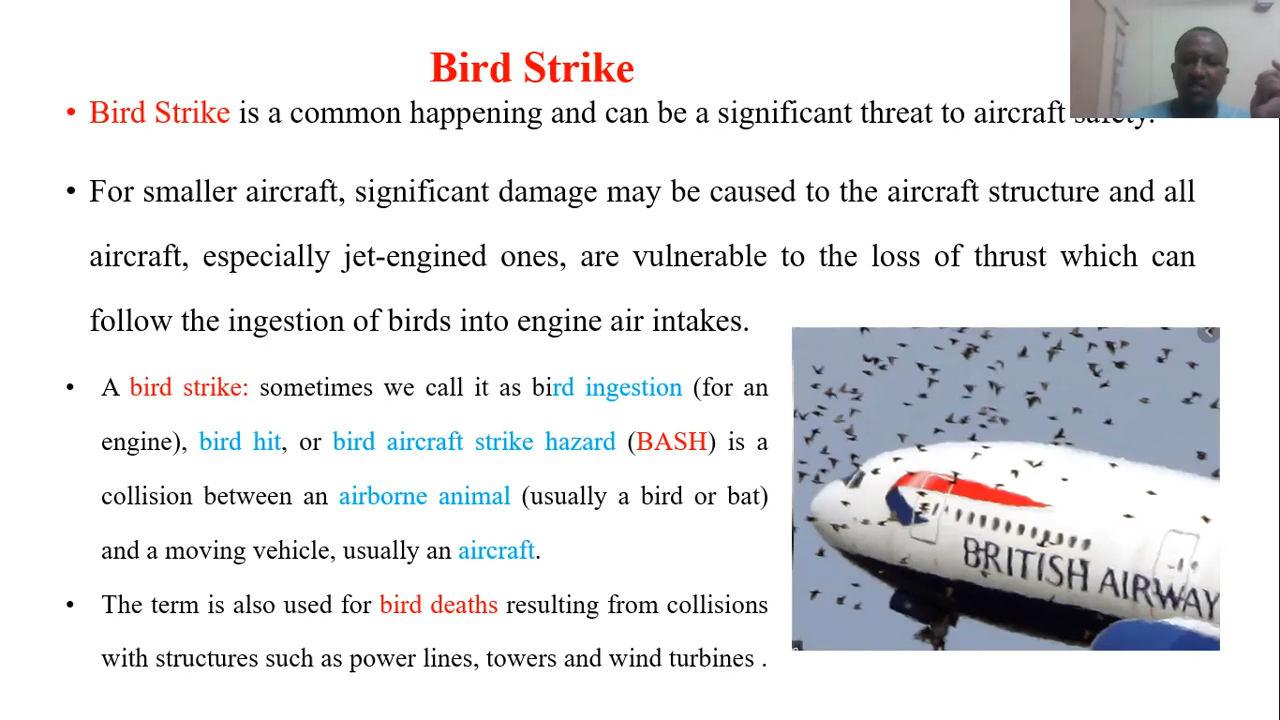 Bird Strike
• Bird Strike is a common happening and can be a significant threat to aircraft safety.
• For smaller aircraft, significant damage may be caused to the aircraft structure and all
aircraft, especially jet-engined ones, are vulnerable to the loss of thrust which can
follow the ingestion of birds into engine air intakes.
• A bird strike: sometimes we call it as bird ingestion (for an
engine), bird hit, or bird aircraft strike hazard (BASH) is a
collision between an airborne animal (usually a bird or bat)
and a moving vehicle, usually an aircraft.
• The term is also used for bird deaths resulting from collisions
with structures such as power lines, towers and wind turbines .
BRITISH AIRWAY